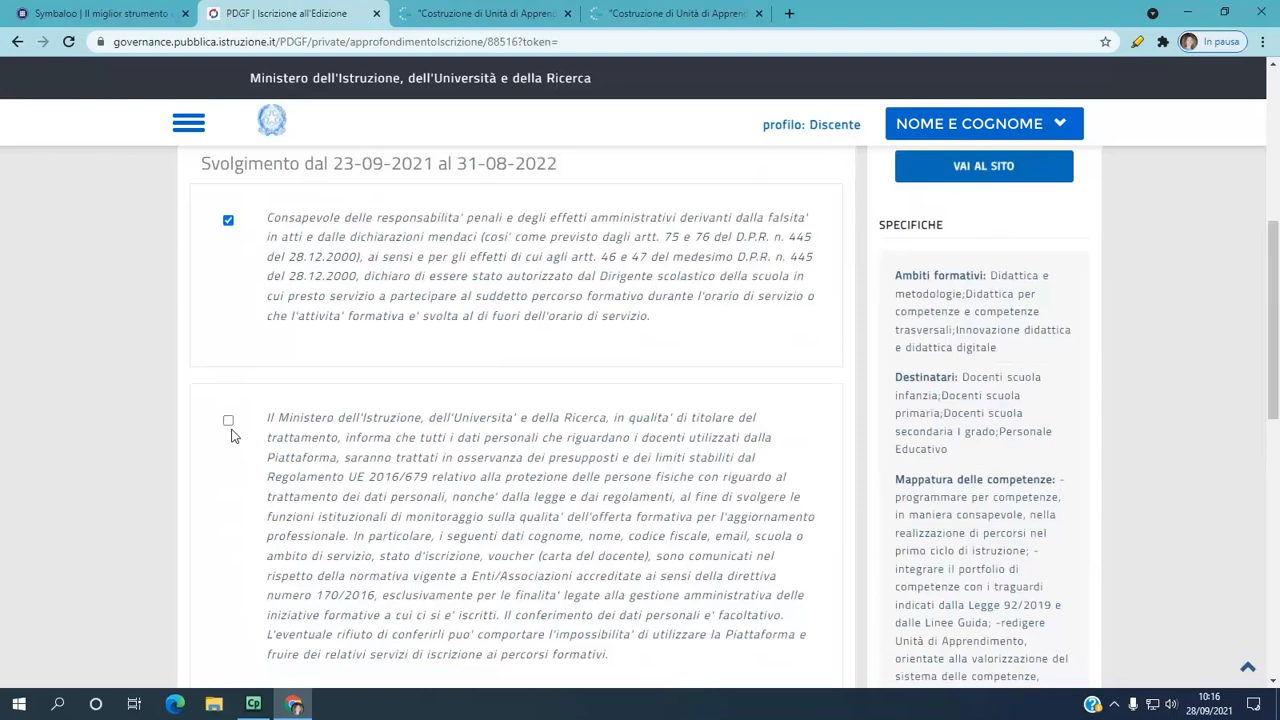 Symbaloo | Il miglior strumento d
PDGF | Iscrizione all'Edizione
"Costruzione di Unità di Apprend
"Costruzione di Unità di Apprend
governance.pubblica.istruzione.it/PDGF/private/approfondimentoIscrizione/88516?token=
In pausa
Ministero dell'Istruzione, dell'Università e della Ricerca
profilo: Discente
NOME E COGNOME
Svolgimento dal 23-09-2021 al 31-08-2022
Consapevole delle responsabilita' penali e degli effetti amministrativi derivanti dalla falsita'
in atti e dalle dichiarazioni mendaci (cosi' come previsto dagli artt. 75 e 76 del D.P.R. n. 445
del 28.12.2000), ai sensi e per gli effetti di cui agli artt. 46 e 47 del medesimo D.P.R. n. 445
del 28.12.2000, dichiaro di essere stato autorizzato dal Dirigente scolastico della scuola in
cui presto servizio a partecipare al suddetto percorso formativo durante l'orario di servizio o
che l'attivita' formativa e' svolta al di fuori dell'orario di servizio.
Il Ministero dell'Istruzione, dell'Universita' e della Ricerca, in qualita' di titolare del
trattamento, informa che tutti i dati personali che riguardano i docenti utilizzati dalla
Piattaforma, saranno trattati in osservanza dei presupposti e dei limiti stabiliti dal
Regolamento UE 2016/679 relativo alla protezione delle persone fisiche con riguardo al
trattamento dei dati personali, nonche' dalla legge e dai regolamenti, al fine di svolgere le
funzioni istituzionali di monitoraggio sulla qualita' dell'offerta formativa per l'aggiornamento
professionale. In particolare, i seguenti dati cognome, nome, codice fiscale, email, scuola o
ambito di servizio, stato d'iscrizione, voucher (carta del docente), sono comunicati nel
rispetto della normativa vigente a Enti/Associazioni accreditate ai sensi della direttiva
numero 170/2016, esclusivamente per le finalita' legate alla gestione amministrativa delle
iniziative formative a cui ci si e' iscritti. Il conferimento dei dati personali e' facoltativo.
L'eventuale rifiuto di conferirli puo' comportare l'impossibilita' di utilizzare la Piattaforma e
fruire dei relativi servizi di iscrizione ai percorsi formativi.
VAI AL SITO
SPECIFICHE
Ambiti formativi: Didattica e
metodologie;Didattica per
competenze e competenze
trasversali;Innovazione didattica
e didattica digitale
Destinatari: Docenti scuola
infanzia;Docenti scuola
primaria;Docenti scuola
secondaria I grado;Personale
Educativo
Mappatura delle competenze: -
programmare per competenze,
in maniera consapevole, nella
realizzazione di percorsi nel
primo ciclo di istruzione; -
integrare il portfolio di
competenze con i traguardi
indicati dalla Legge 92/2019 e
dalle Linee Guida; -redigere
Unità di Apprendimento,
orientate alla valorizzazione del
sistema delle competenze,
10:16
28/09/2021